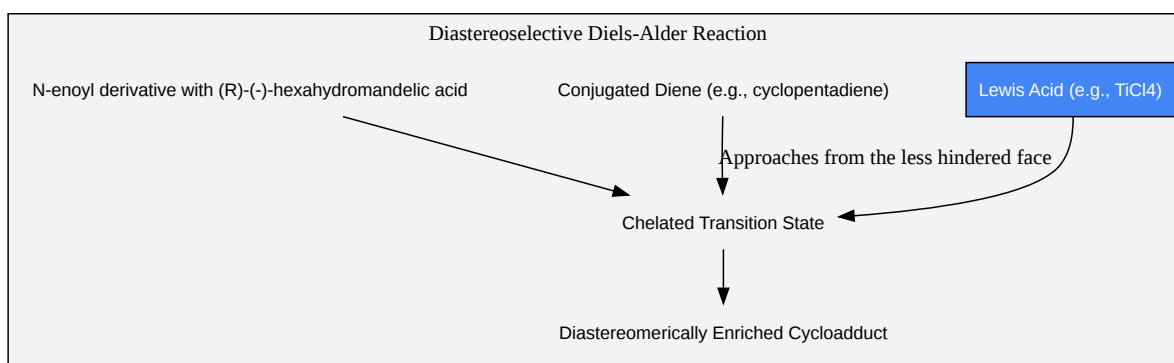 Diastereoselective Diels-Alder Reaction
N-enoyl derivative with (R)-(-)-hexahydromandelic acid
Conjugated Diene (e.g., cyclopentadiene)
Lewis Acid (e.g., TiCl4)
Approaches from the less hindered face
Chelated Transition State
Diastereomerically Enriched Cycloadduct